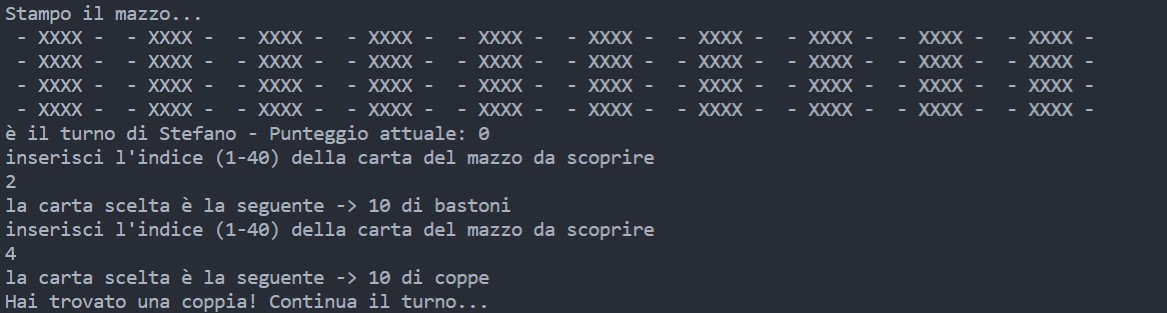 Stampo il mazzo...
- XXXX -  - XXXX -  - XXXX -  - XXXX -  - XXXX -  - XXXX -  - XXXX -  - XXXX -  - XXXX -  - XXXX -
- XXXX -  - XXXX -  - XXXX -  - XXXX -  - XXXX -  - XXXX -  - XXXX -  - XXXX -  - XXXX -  - XXXX -
- XXXX -  - XXXX -  - XXXX -  - XXXX -  - XXXX -  - XXXX -  - XXXX -  - XXXX -  - XXXX -  - XXXX -
- XXXX -  - XXXX -  - XXXX -  - XXXX -  - XXXX -  - XXXX -  - XXXX -  - XXXX -  - XXXX -  - XXXX -
è il turno di Stefano - Punteggio attuale: 0
inserisci l'indice (1-40) della carta del mazzo da scoprire
2
la carta scelta è la seguente -> 10 di bastoni
inserisci l'indice (1-40) della carta del mazzo da scoprire
4
la carta scelta è la seguente -> 10 di coppe
Hai trovato una coppia! Continua il turno...